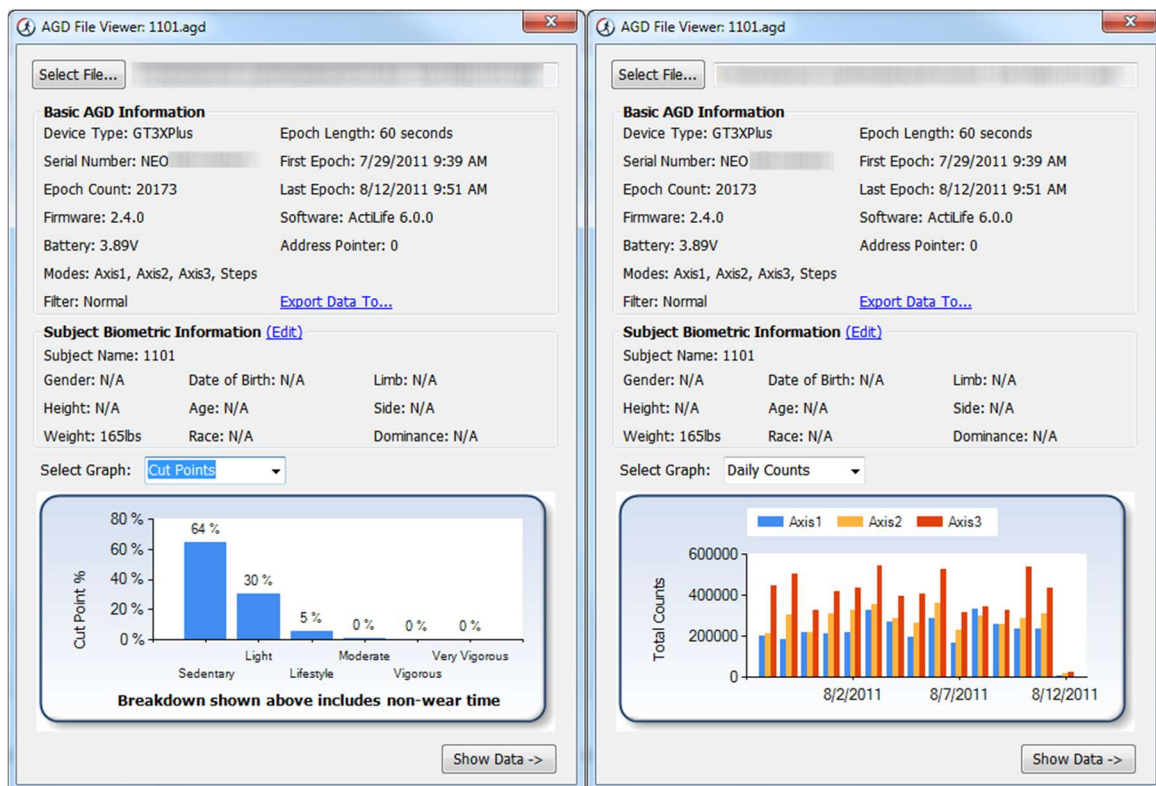 AGD File Viewer: 1101.agd
Select File...
Basic AGD Information
Device Type: GT3XPlus Epoch Length: 60 seconds
Serial Number: NEO First Epoch: 7/29/2011 9:39 AM
Epoch Count: 20173 Last Epoch: 8/12/2011 9:51 AM
Firmware: 2.4.0 Software: ActiLife 6.0.0
Battery: 3.89V Address Pointer: 0
Modes: Axis1, Axis2, Axis3, Steps
Filter: Normal Export Data To...
Subject Biometric Information (Edit)
Subject Name: 1101
Gender: N/A Date of Birth: N/A Limb: N/A
Height: N/A Age: N/A Side: N/A
Weight: 165lbs Race: N/A Dominance: N/A
Select Graph: Cut Points
Cut Point %
80 %
60 %
40 %
20 %
0 %
64 %
30 %
5 %
0 %
0 %
0 %
Sedentary
Light
Lifestyle
Moderate
Vigorous
Very Vigorous
Breakdown shown above includes non-wear time
Show Data ->
AGD File Viewer: 1101.agd
Select File...
Basic AGD Information
Device Type: GT3XPlus Epoch Length: 60 seconds
Serial Number: NEO First Epoch: 7/29/2011 9:39 AM
Epoch Count: 20173 Last Epoch: 8/12/2011 9:51 AM
Firmware: 2.4.0 Software: ActiLife 6.0.0
Battery: 3.89V Address Pointer: 0
Modes: Axis1, Axis2, Axis3, Steps
Filter: Normal Export Data To...
Subject Biometric Information (Edit)
Subject Name: 1101
Gender: N/A Date of Birth: N/A Limb: N/A
Height: N/A Age: N/A Side: N/A
Weight: 165lbs Race: N/A Dominance: N/A
Select Graph: Daily Counts
Axis1 Axis2 Axis3
Total Counts
600000
400000
200000
0
8/2/2011 8/7/2011 8/12/2011
Show Data ->